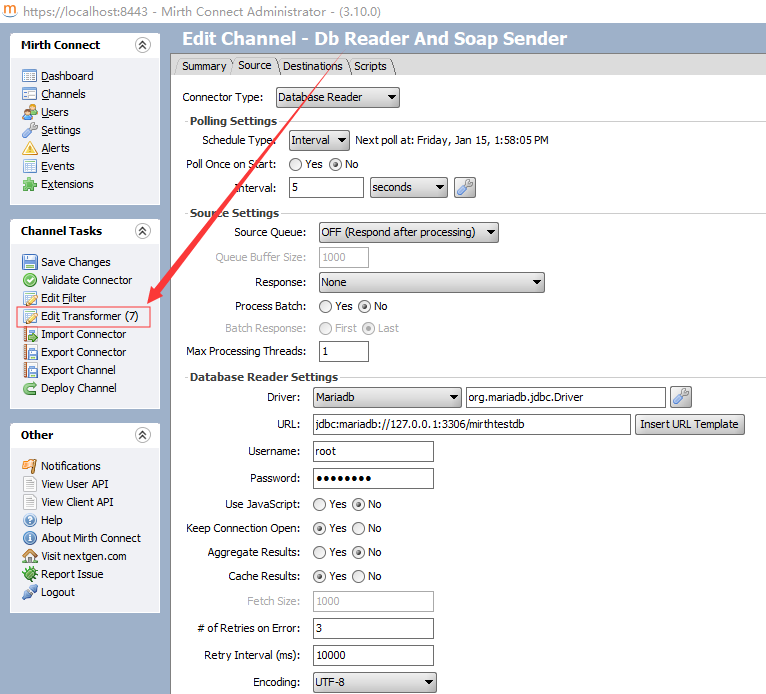 https://localhost:8443 - Mirth Connect Administrator - (3.10.0)
Mirth Connect
Dashboard
Channels
Users
Settings
Alerts
Events
Extensions
Channel Tasks
Save Changes
Validate Connector
Edit Filter
Edit Transformer (7)
Import Connector
Export Connector
Export Channel
Deploy Channel
Other
Notifications
View User API
View Client API
Help
About Mirth Connect
Visit nextgen.com
Report Issue
Logout
Edit Channel - Db Reader And Soap Sender
Summary Source Destinations Scripts
Connector Type: Database Reader
Polling Settings
Schedule Type: Interval Next poll at: Friday, Jan 15, 1:58:05 PM
Poll Once on Start: Yes No
Interval: 5 seconds
Source Settings
Source Queue: OFF (Respond after processing)
Queue Buffer Size: 1000
Response: None
Process Batch: Yes No
Batch Response: First Last
Max Processing Threads: 1
Database Reader Settings
Driver: Mariadb org.mariadb.jdbc.Driver
URL: jdbc:mariadb://127.0.0.1:3306/mirthtestdb Insert URL Template
Username: root
Password: ●●●●●●●●
Use JavaScript: Yes No
Keep Connection Open: Yes No
Aggregate Results: Yes No
Cache Results: Yes No
Fetch Size: 1000
# of Retries on Error: 3
Retry Interval (ms): 10000
Encoding: UTF-8